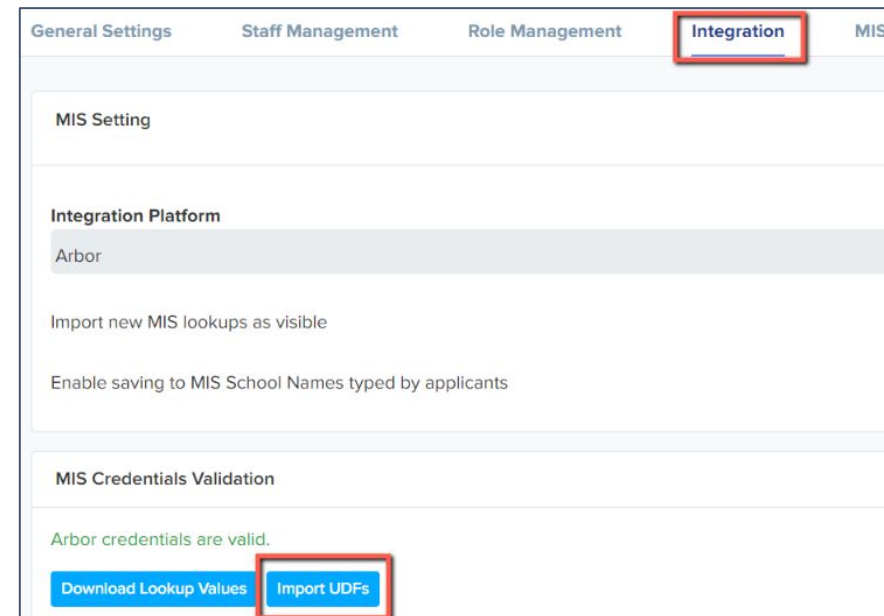 General Settings Staff Management Role Management Integration MIS
MIS Setting
Integration Platform
Arbor
Import new MIS lookups as visible
Enable saving to MIS School Names typed by applicants
MIS Credentials Validation
Arbor credentials are valid.
Download Lookup Values Import UDFs